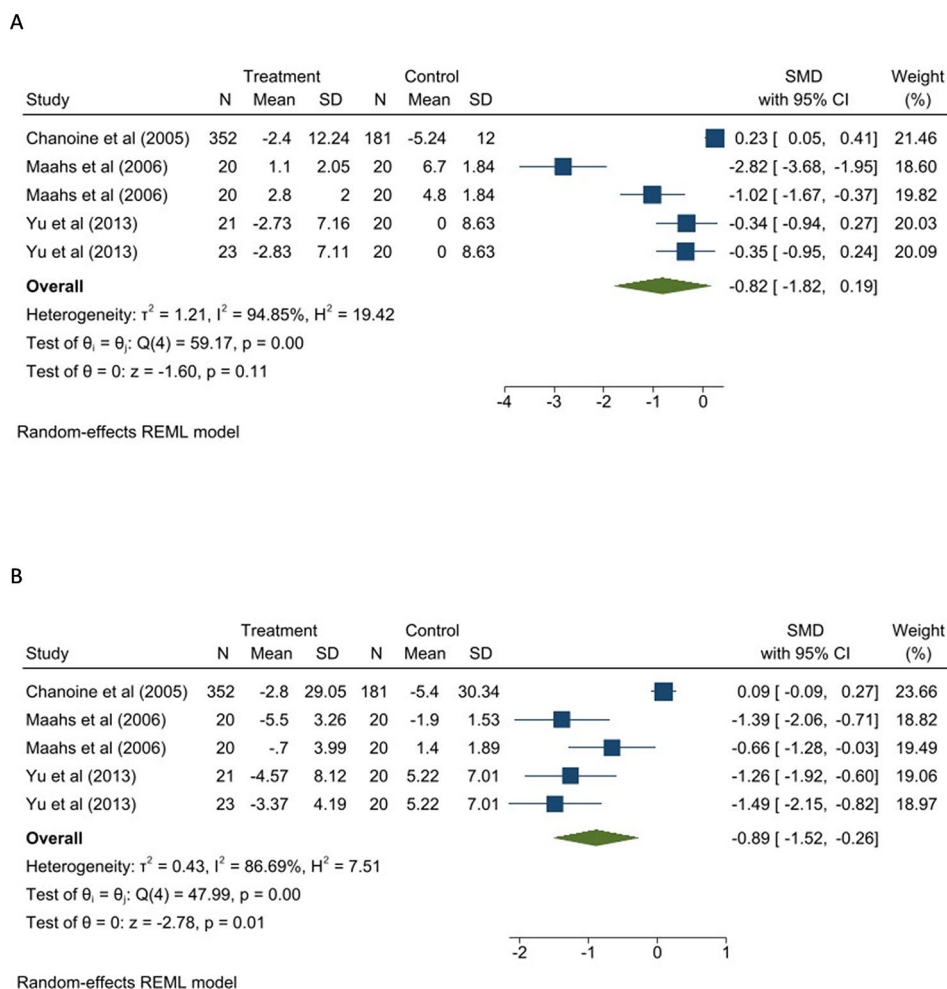 A
Treatment Control SMD Weight
Study N Mean SD N Mean SD with 95% CI (%)
Chanoine et al (2005) 352 -2.4 12.24 181 -5.24 12 0.23 [ 0.05, 0.41] 21.46
Maahs et al (2006) 20 1.1 2.05 20 6.7 1.84 -2.82 [ -3.68, -1.95] 18.60
Maahs et al (2006) 20 2.8 2 20 4.8 1.84 -1.02 [ -1.67, -0.37] 19.82
Yu et al (2013) 21 -2.73 7.16 20 0 8.63 -0.34 [ -0.94, 0.27] 20.03
Yu et al (2013) 23 -2.83 7.11 20 0 8.63 -0.35 [ -0.95, 0.24] 20.09
Overall -0.82 [ -1.82, 0.19]
Heterogeneity: τ² = 1.21, I² = 94.85%, H² = 19.42
Test of θᵢ = θⱼ: Q(4) = 59.17, p = 0.00
Test of θ = 0: z = -1.60, p = 0.11
-4 -3 -2 -1 0
Random-effects REML model
B
Treatment Control SMD Weight
Study N Mean SD N Mean SD with 95% CI (%)
Chanoine et al (2005) 352 -2.8 29.05 181 -5.4 30.34 0.09 [ -0.09, 0.27] 23.66
Maahs et al (2006) 20 -5.5 3.26 20 -1.9 1.53 -1.39 [ -2.06, -0.71] 18.82
Maahs et al (2006) 20 -.7 3.99 20 1.4 1.89 -0.66 [ -1.28, -0.03] 19.49
Yu et al (2013) 21 -4.57 8.12 20 5.22 7.01 -1.26 [ -1.92, -0.60] 19.06
Yu et al (2013) 23 -3.37 4.19 20 5.22 7.01 -1.49 [ -2.15, -0.82] 18.97
Overall -0.89 [ -1.52, -0.26]
Heterogeneity: τ² = 0.43, I² = 86.69%, H² = 7.51
Test of θᵢ = θⱼ: Q(4) = 47.99, p = 0.00
Test of θ = 0: z = -2.78, p = 0.01
-2 -1 0 1
Random-effects REML model